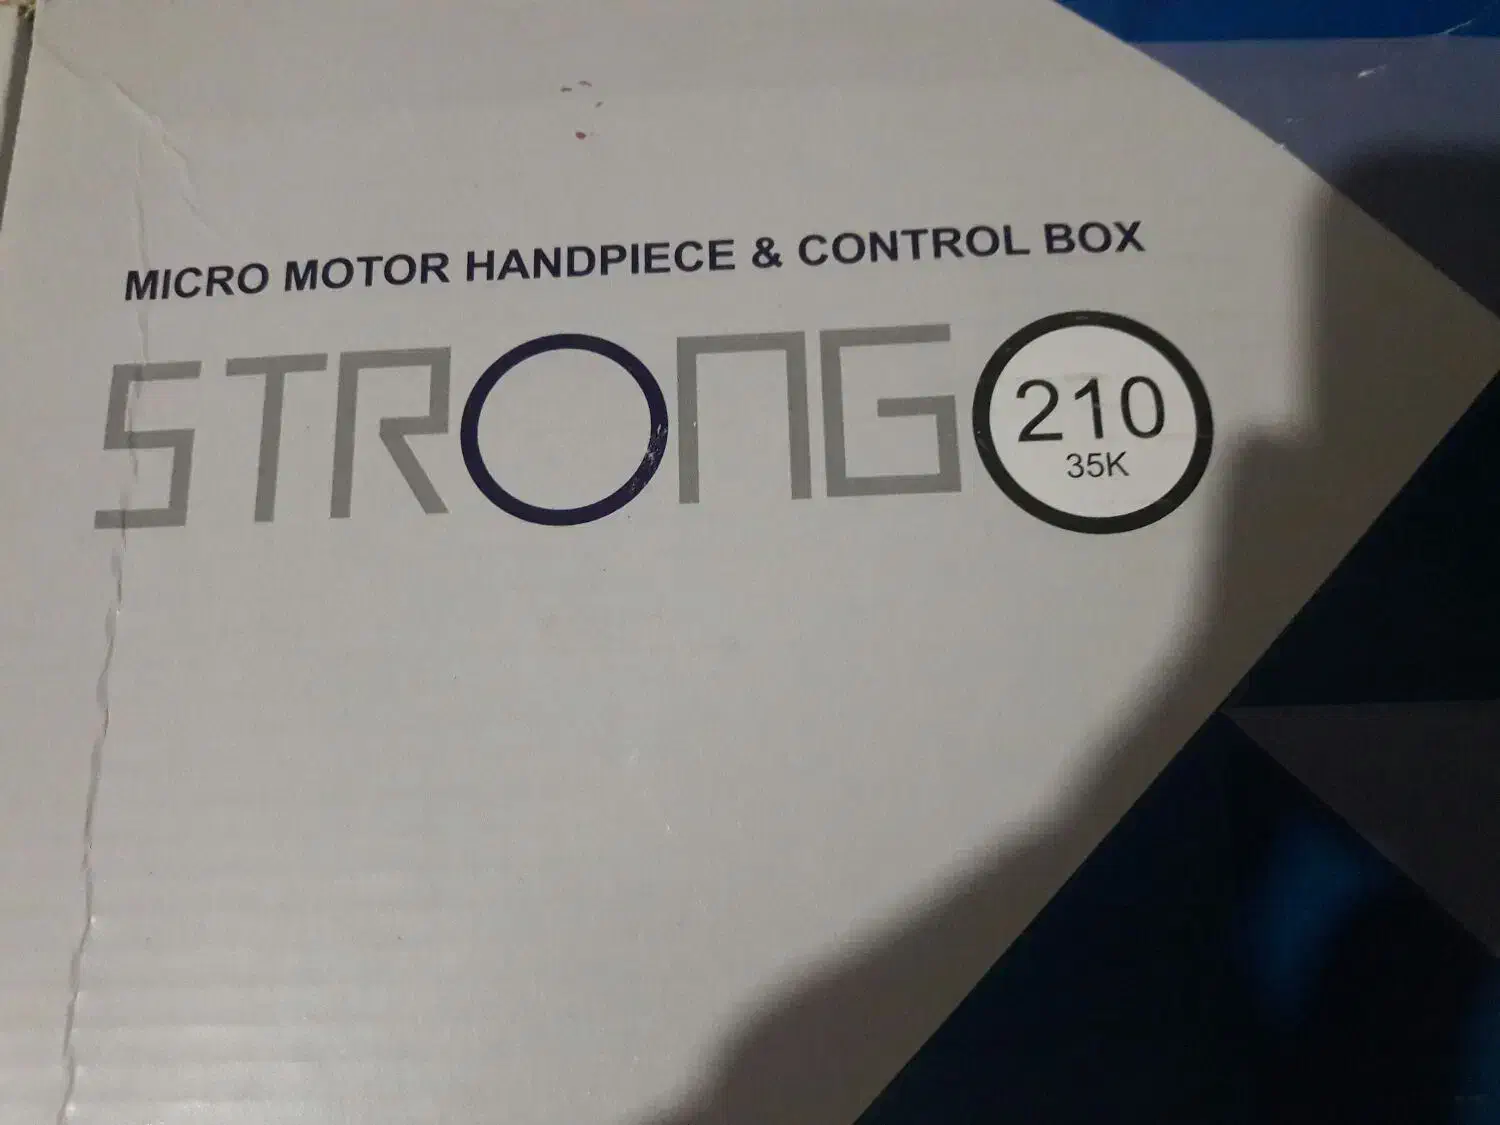 MICRO MOTOR HANDPIECE & CONTROL BOX
STRONG 210
35K